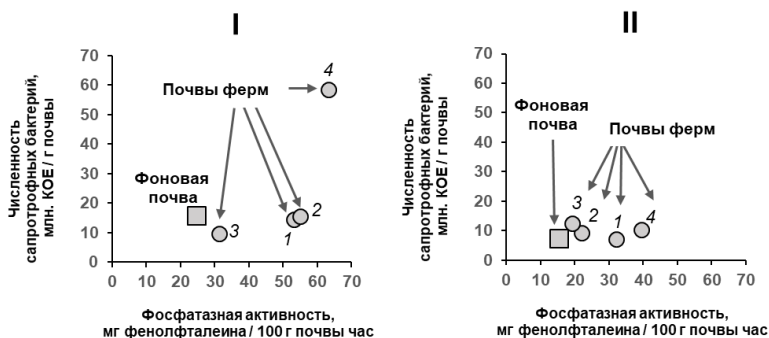 I
Численность
сапротрофных бактерий,
млн. КОЕ / г почвы
70
60
50
40
30
20
10
0
4
Почвы ферм
Фоновая
почва
3
1
2
0 10 20 30 40 50 60 70
Фосфатазная активность,
мг фенолфталеина / 100 г почвы час
II
Численность
сапротрофных бактерий,
млн. КОЕ / г почвы
70
60
50
40
30
20
10
0
Фоновая
почва
Почвы ферм
3
2
1
4
0 10 20 30 40 50 60 70
Фосфатазная активность,
мг фенолфталеина / 100 г почвы час